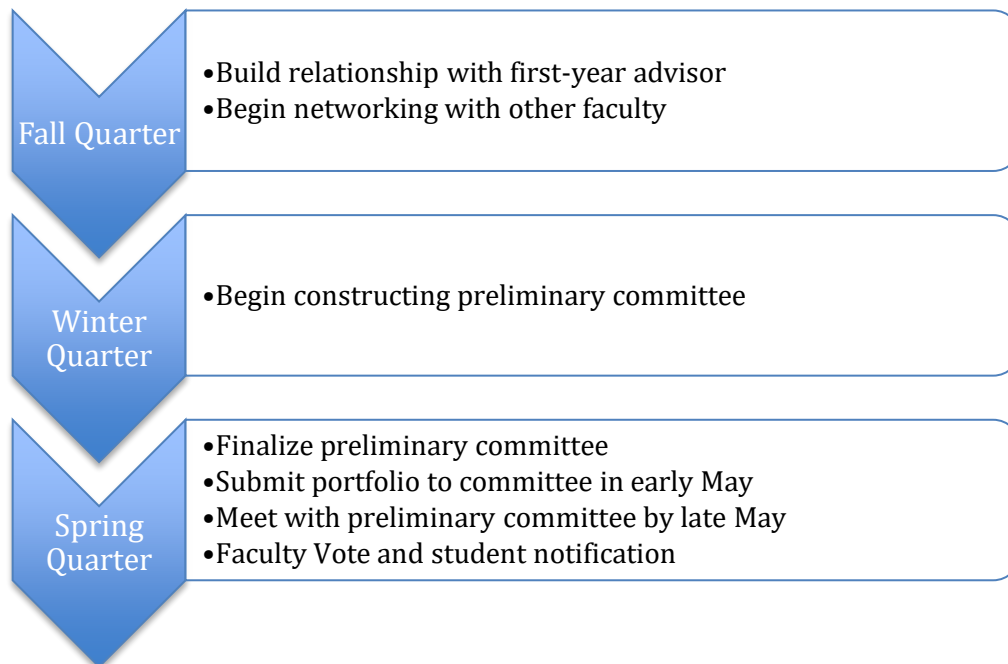 Fall Quarter
•Build relationship with first-year advisor
•Begin networking with other faculty
Winter
Quarter
•Begin constructing preliminary committee
Spring
Quarter
•Finalize preliminary committee
•Submit portfolio to committee in early May
•Meet with preliminary committee by late May
•Faculty Vote and student notification